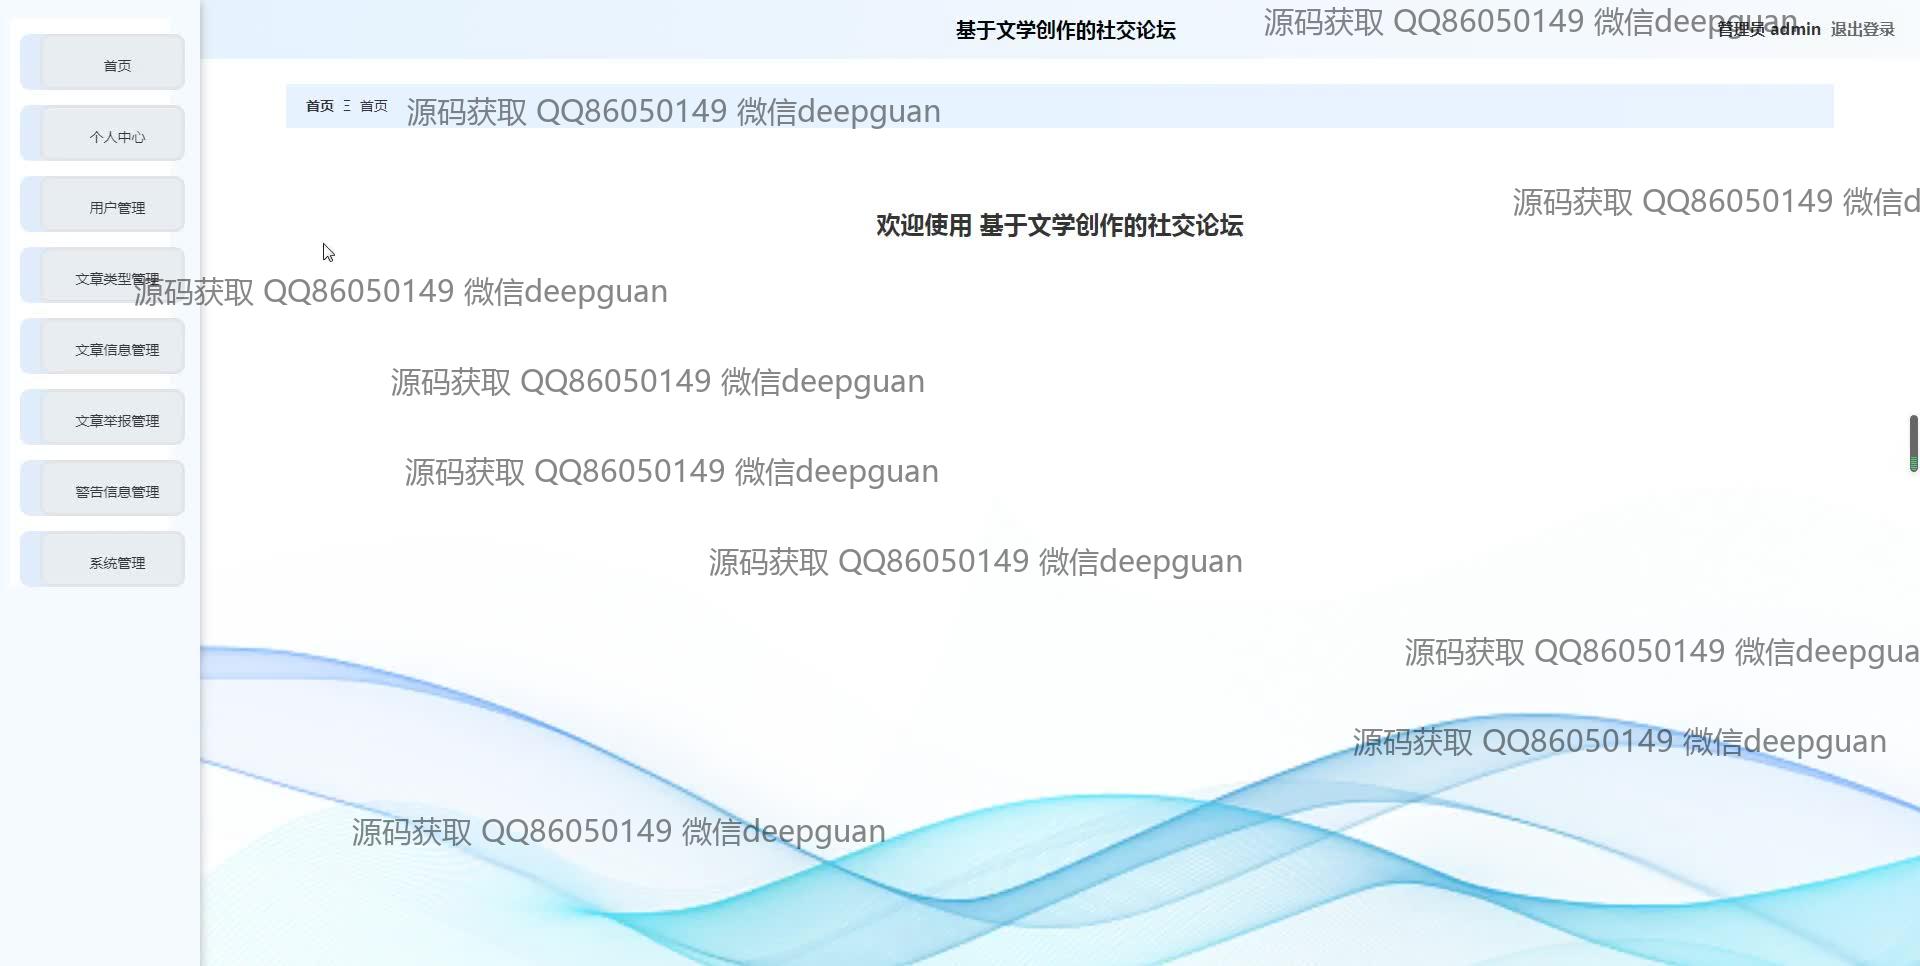 基于文学创作的社交论坛
源码获取 QQ86050149 微信deepguan
管理员 admin 退出登录
首页
首页 Ξ 首页
源码获取 QQ86050149 微信deepguan
个人中心
用户管理
源码获取 QQ86050149 微信d
欢迎使用 基于文学创作的社交论坛
文章类型管理
源码获取 QQ86050149 微信deepguan
文章信息管理
源码获取 QQ86050149 微信deepguan
文章举报管理
源码获取 QQ86050149 微信deepguan
警告信息管理
系统管理
源码获取 QQ86050149 微信deepguan
源码获取 QQ86050149 微信deepgua
源码获取 QQ86050149 微信deepguan
源码获取 QQ86050149 微信deepguan